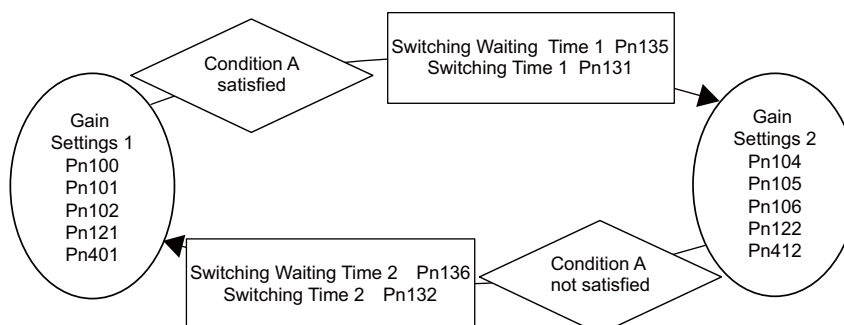 Condition A
satisfied
Switching Waiting Time 1 Pn135
Switching Time 1 Pn131
Gain
Settings 1
Pn100
Pn101
Pn102
Pn121
Pn401
Gain
Settings 2
Pn104
Pn105
Pn106
Pn122
Pn412
Switching Waiting Time 2 Pn136
Switching Time 2 Pn132
Condition A
not satisfied